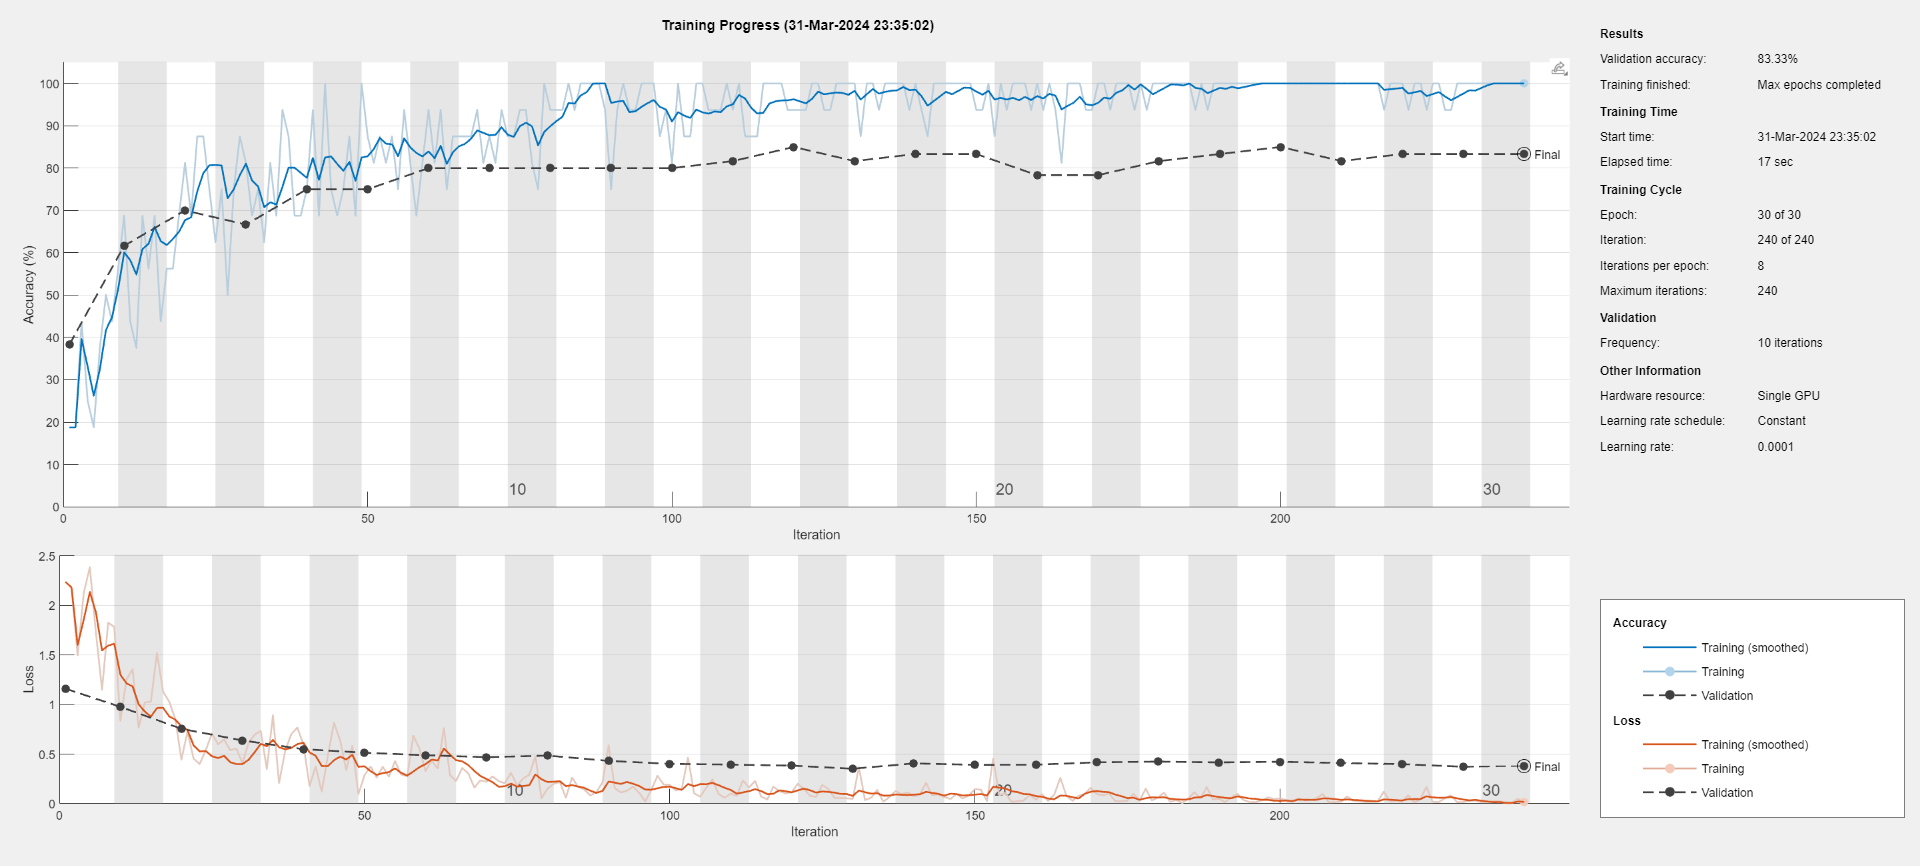 Training Progress (31-Mar-2024 23:35:02)
Accuracy (%)
100
90
80
70
60
50
40
30
20
10
0
Final
10
20
30
0
50
100
150
200
Iteration
Loss
2.5
2
1.5
1
0.5
0
Final
10
20
30
0
50
100
150
200
Iteration
Results
Validation accuracy: 83.33%
Training finished: Max epochs completed
Training Time
Start time: 31-Mar-2024 23:35:02
Elapsed time: 17 sec
Training Cycle
Epoch: 30 of 30
Iteration: 240 of 240
Iterations per epoch: 8
Maximum iterations: 240
Validation
Frequency: 10 iterations
Other Information
Hardware resource: Single GPU
Learning rate schedule: Constant
Learning rate: 0.0001
Accuracy
Training (smoothed)
Training
Validation
Loss
Training (smoothed)
Training
Validation